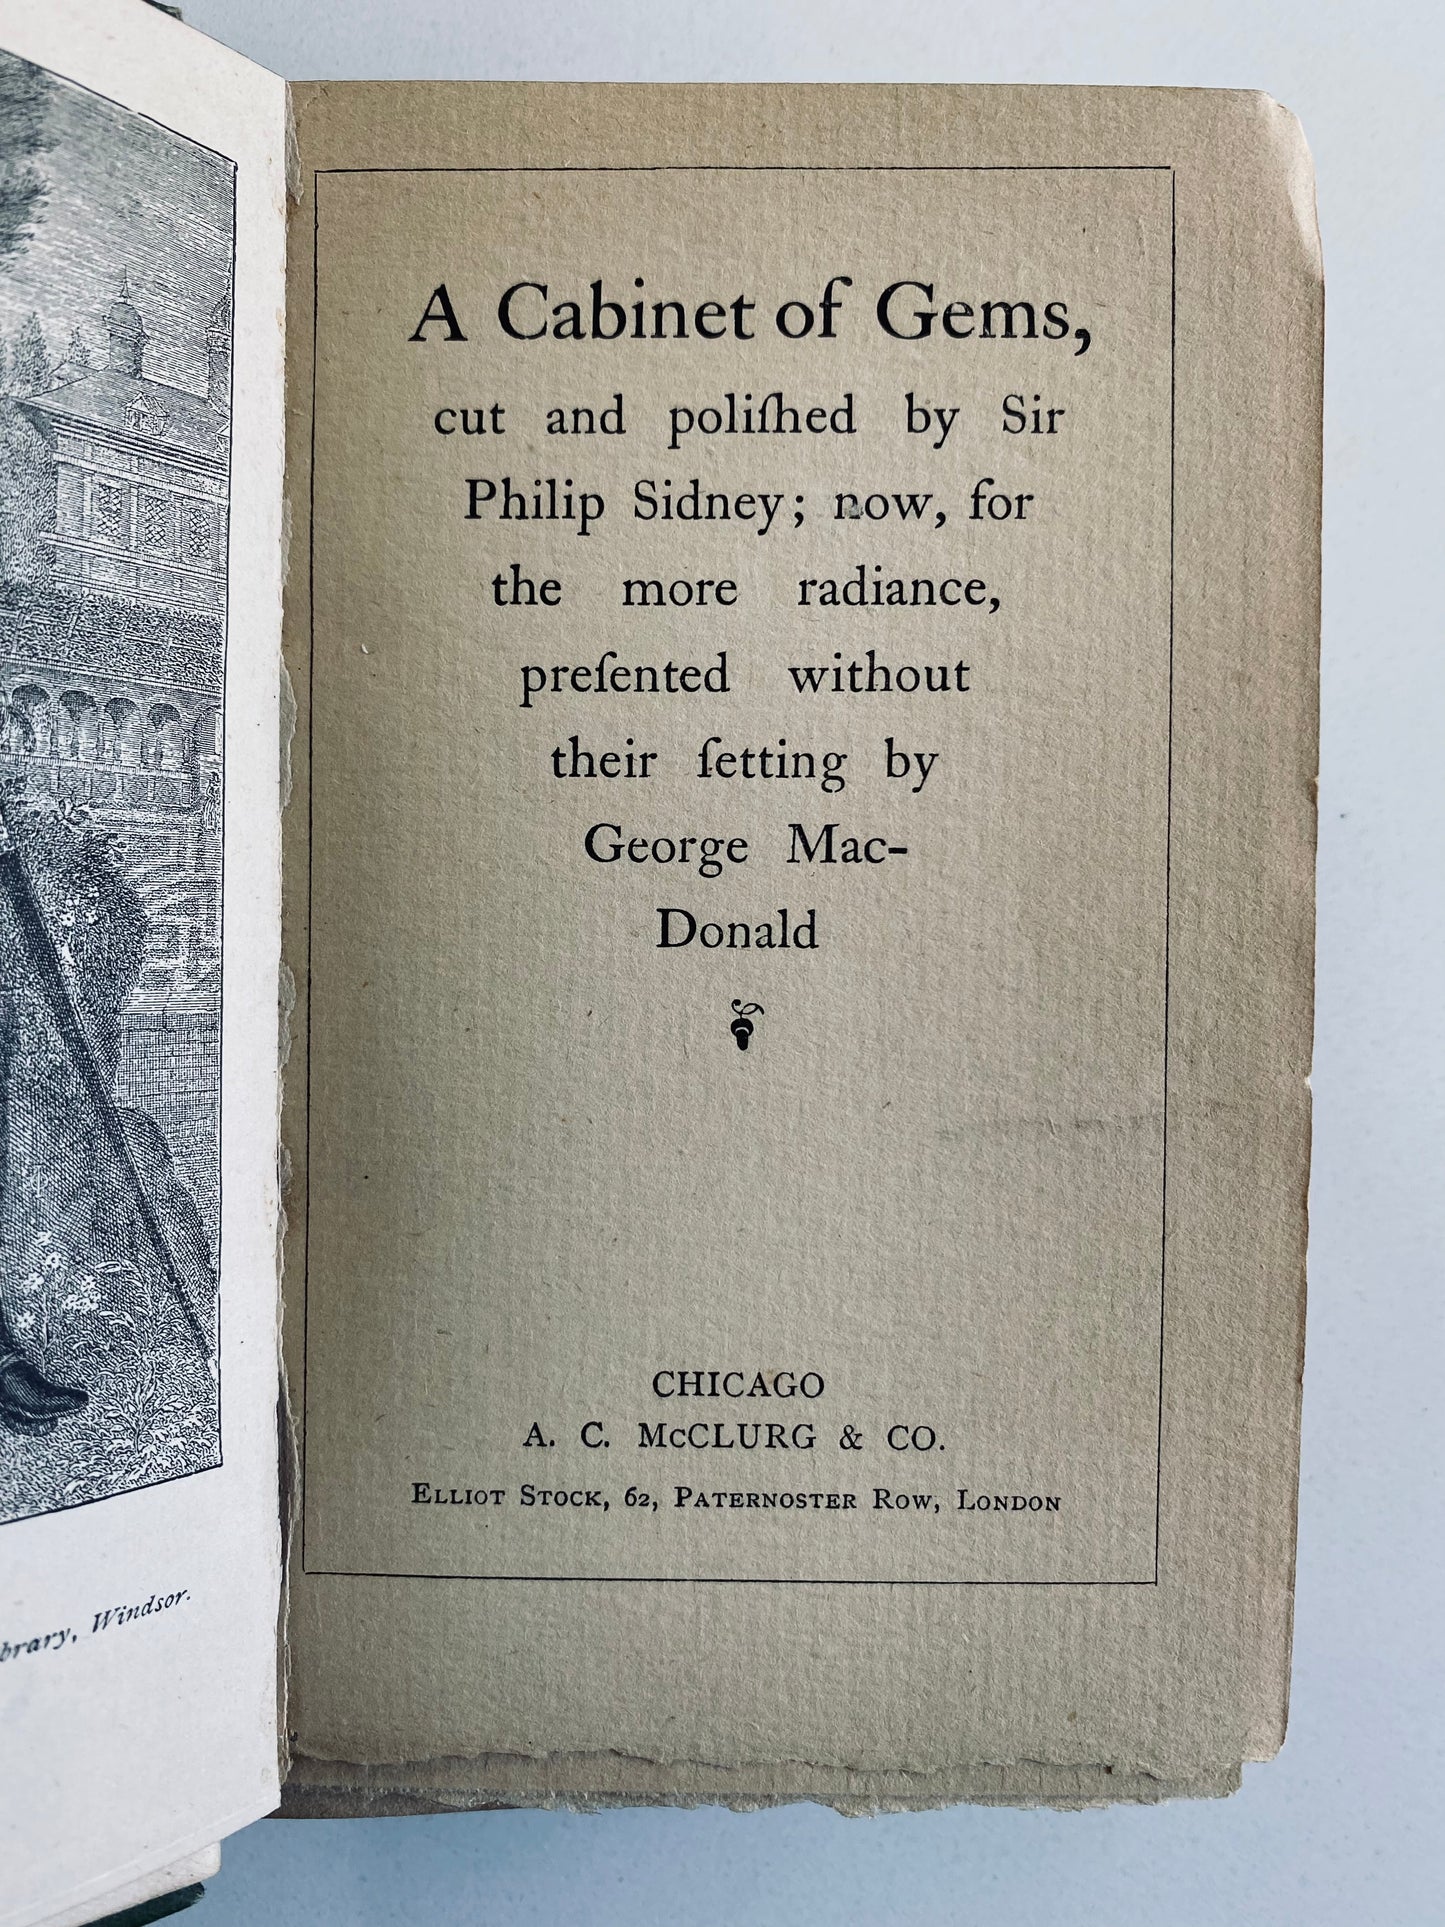 A Cabinet of Gems,
cut and poliſhed by Sir
Philip Sidney; now, for
the more radiance,
preſented without
their ſetting by
George Mac-
Donald
CHICAGO
A. C. McCLURG & CO.
Elliot Stock, 62, Paternoster Row, London
Windsor.